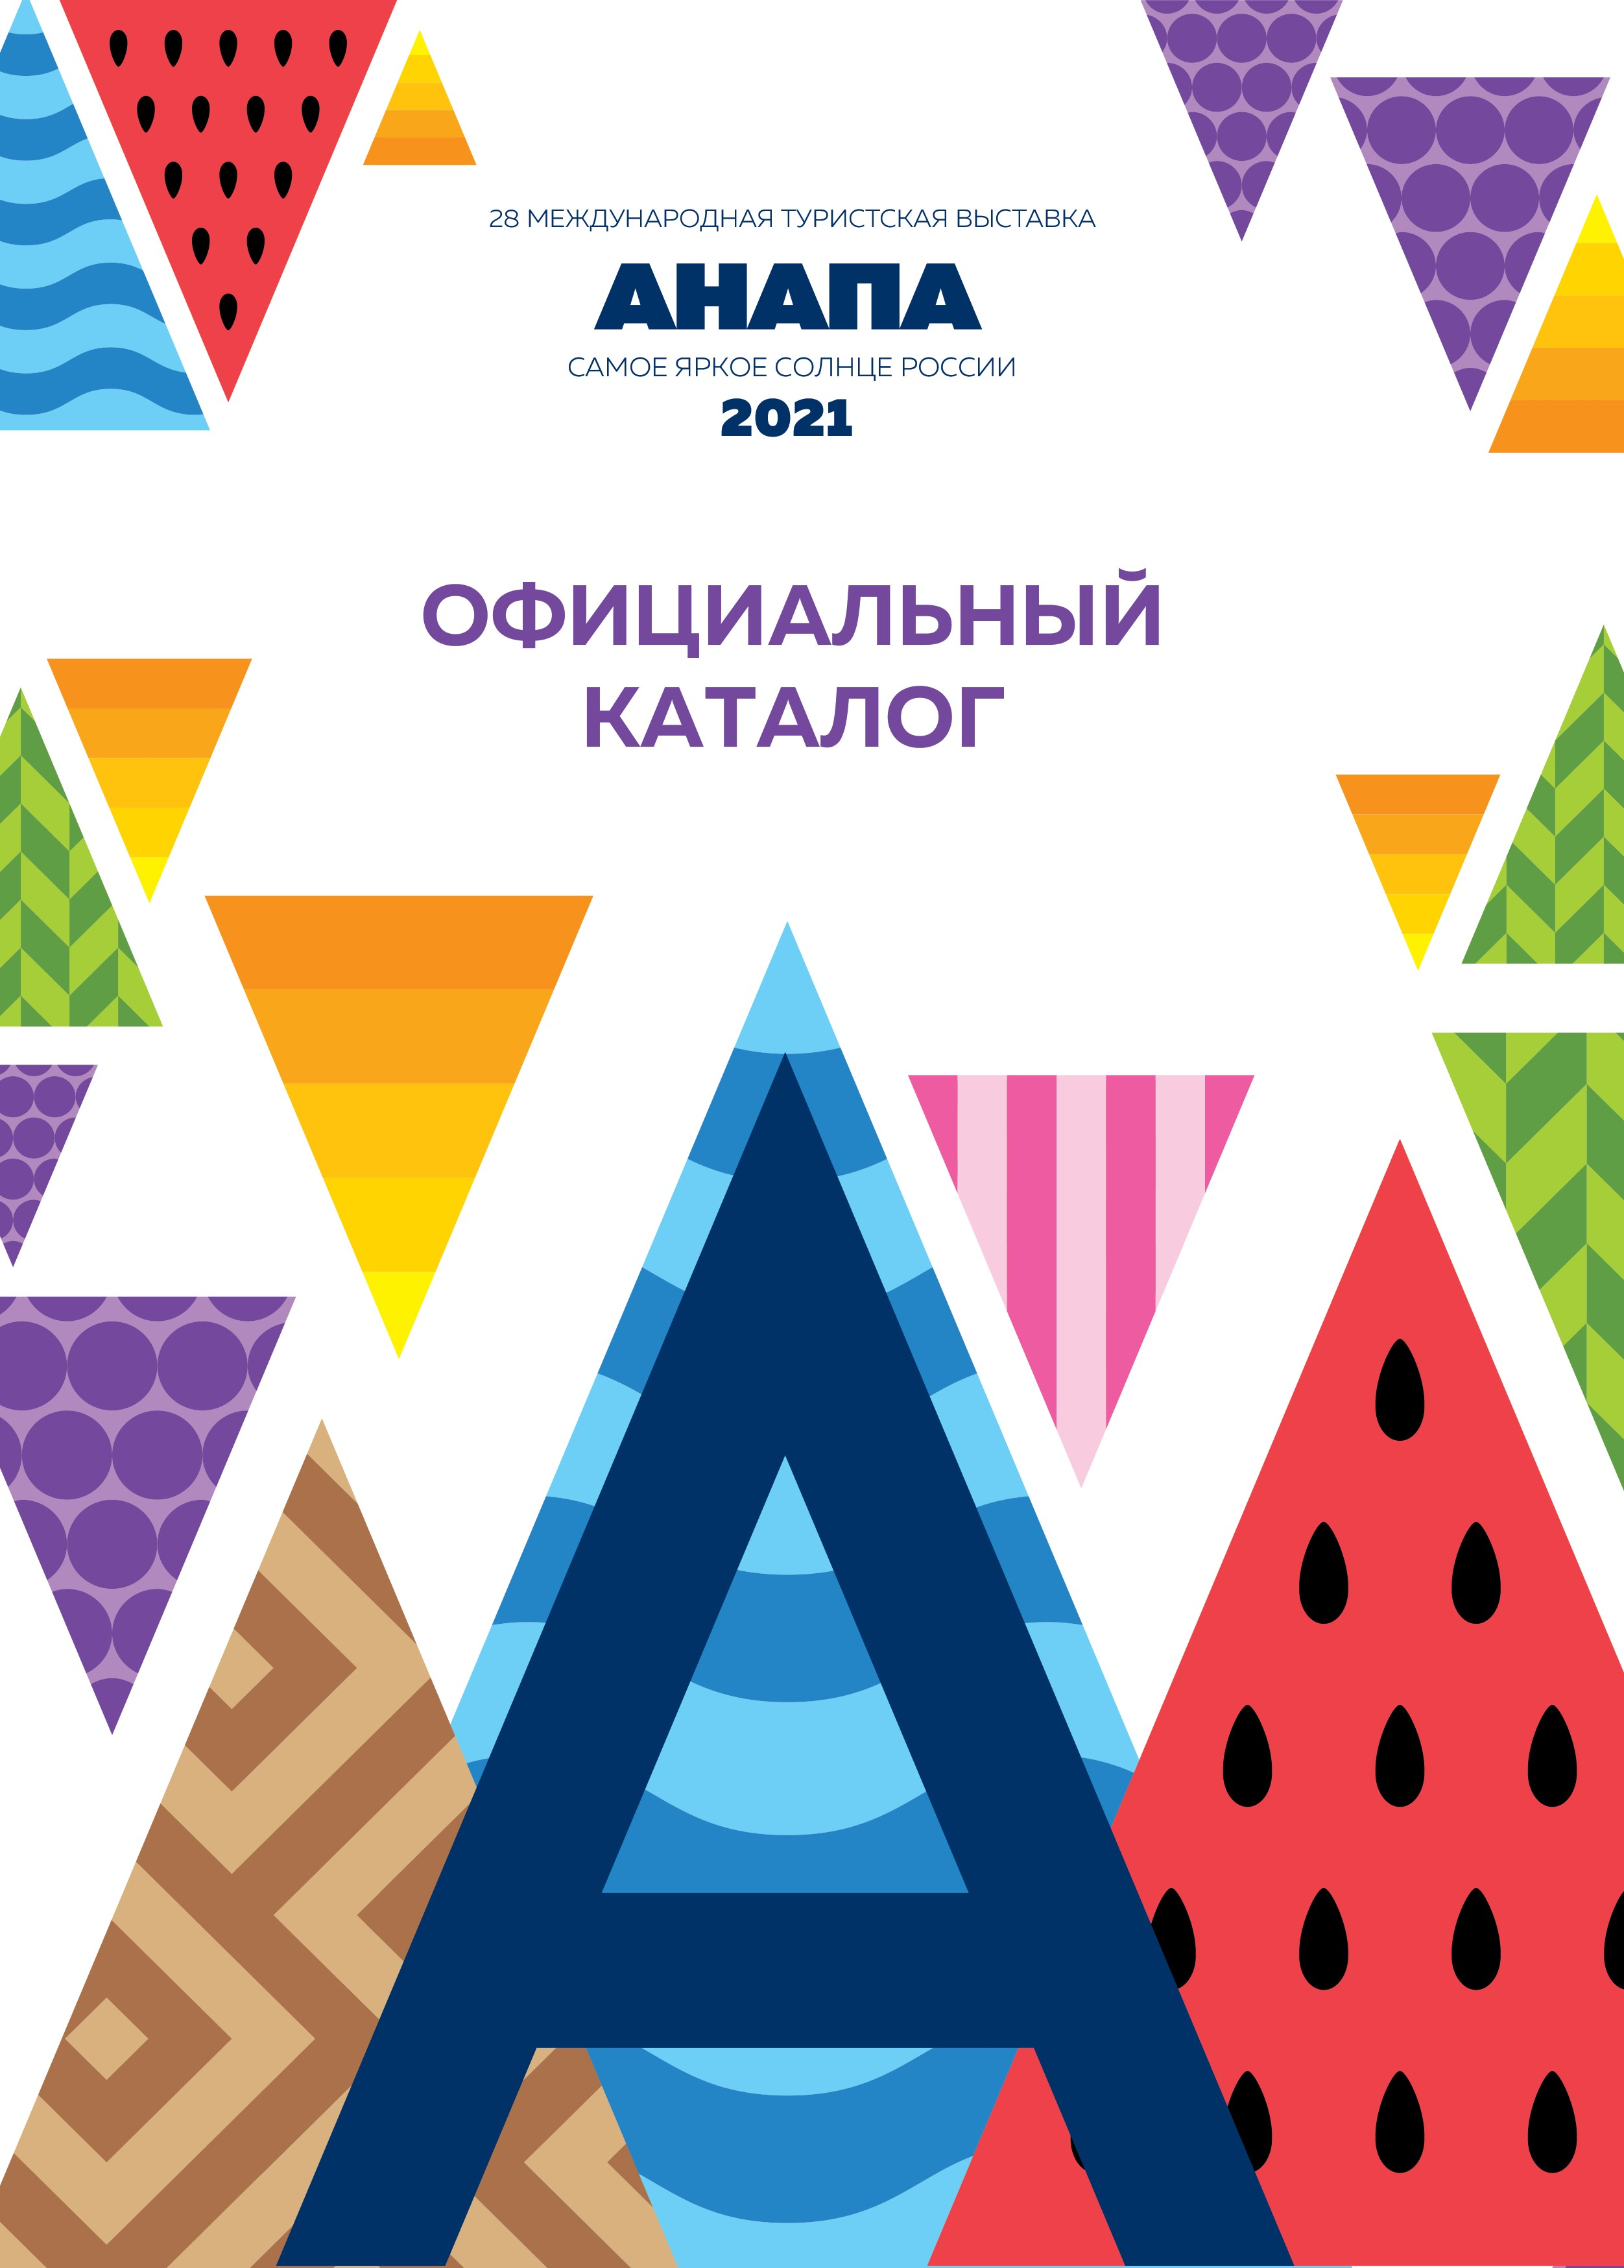 28 МЕЖДУНАРОДНАЯ ТУРИСТСКАЯ ВЫСТАВКА
АНАПА
САМОЕ ЯРКОЕ СОЛНЦЕ РОССИИ
2021
ОФИЦИАЛЬНЫЙ
КАТАЛОГ
А